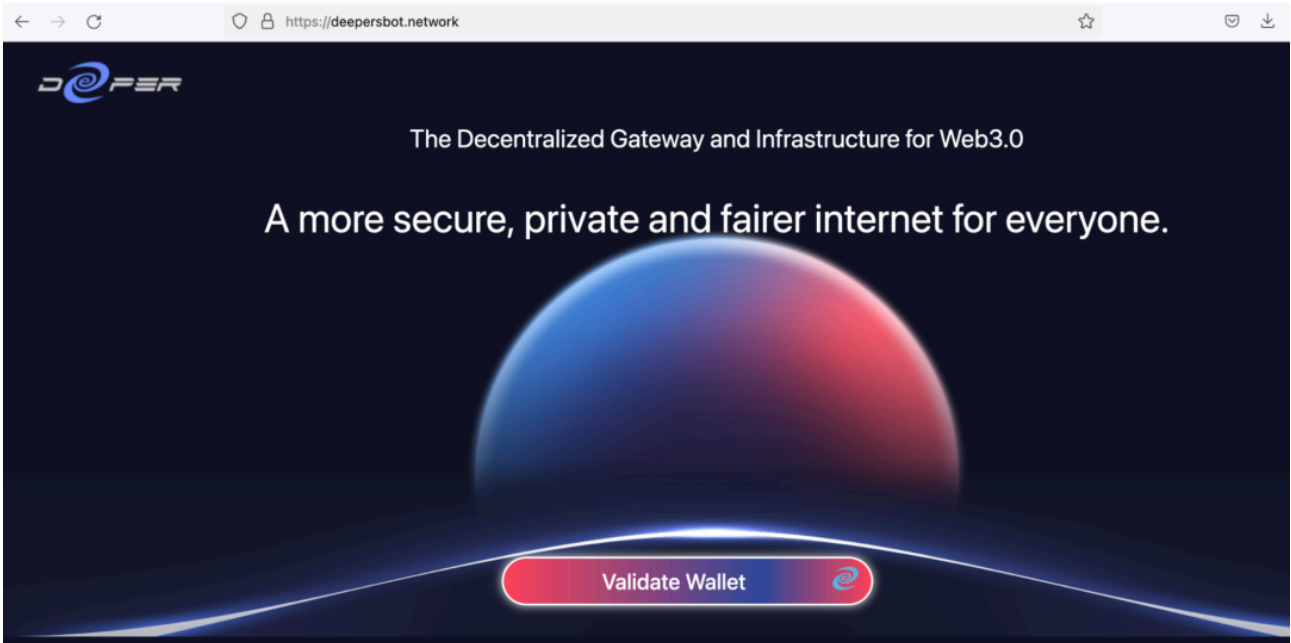 https://deepersbot.network
DEEPER
The Decentralized Gateway and Infrastructure for Web3.0
A more secure, private and fairer internet for everyone.
Validate Wallet